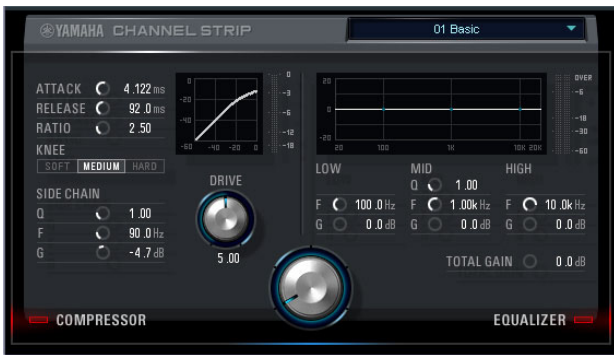 YAMAHA CHANNEL STRIP
01 Basic
ATTACK 4.122 ms
RELEASE 92.0 ms
RATIO 2.50
KNEE
SOFT MEDIUM HARD
SIDE CHAIN
Q 1.00
F 90.0 Hz
G -4.7 dB
0
-20
-40
-60 -40 -20 0
0
-3
-6
-12
-18
DRIVE
5.00
20
0
-20
20 100 1K 10K 20K
OVER
-6
-18
-30
-60
LOW
F 100.0 Hz
G 0.0 dB
MID
Q 1.00
F 1.00k Hz
G 0.0 dB
HIGH
F 10.0k Hz
G 0.0 dB
TOTAL GAIN 0.0 dB
COMPRESSOR
EQUALIZER